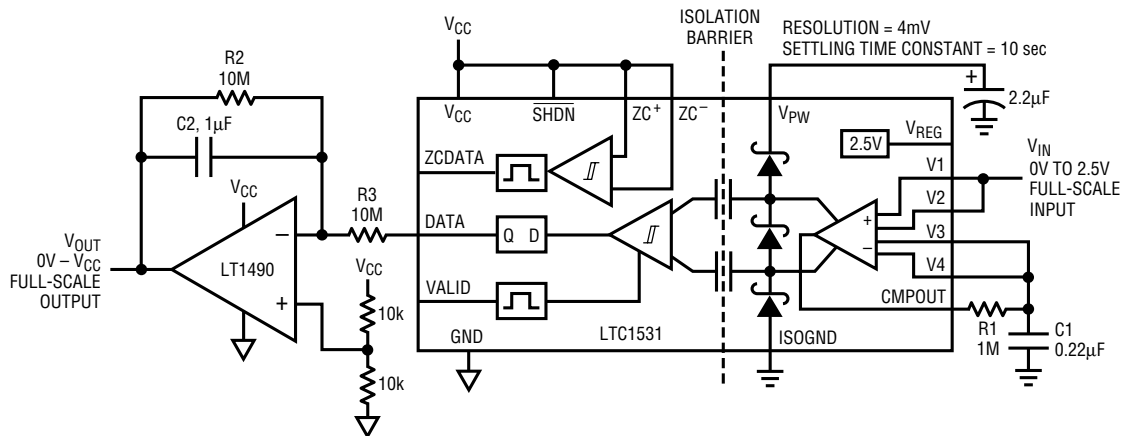 ISOLATION
BARRIER
RESOLUTION = 4mV
SETTLING TIME CONSTANT = 10 sec
VCC
R2
10M
C2, 1µF
VCC
SHDN
ZC+
ZC−
VPW
+
2.2µF
2.5V
VREG
ZCDATA
V1
VIN
0V TO 2.5V
FULL-SCALE
INPUT
V2
V3
V4
+
−
VCC
R3
10M
DATA
Q D
−
+
LT1490
VOUT
0V – VCC
FULL-SCALE
OUTPUT
VCC
10k
10k
VALID
CMPOUT
R1
1M
C1
0.22µF
GND
LTC1531
ISOGND